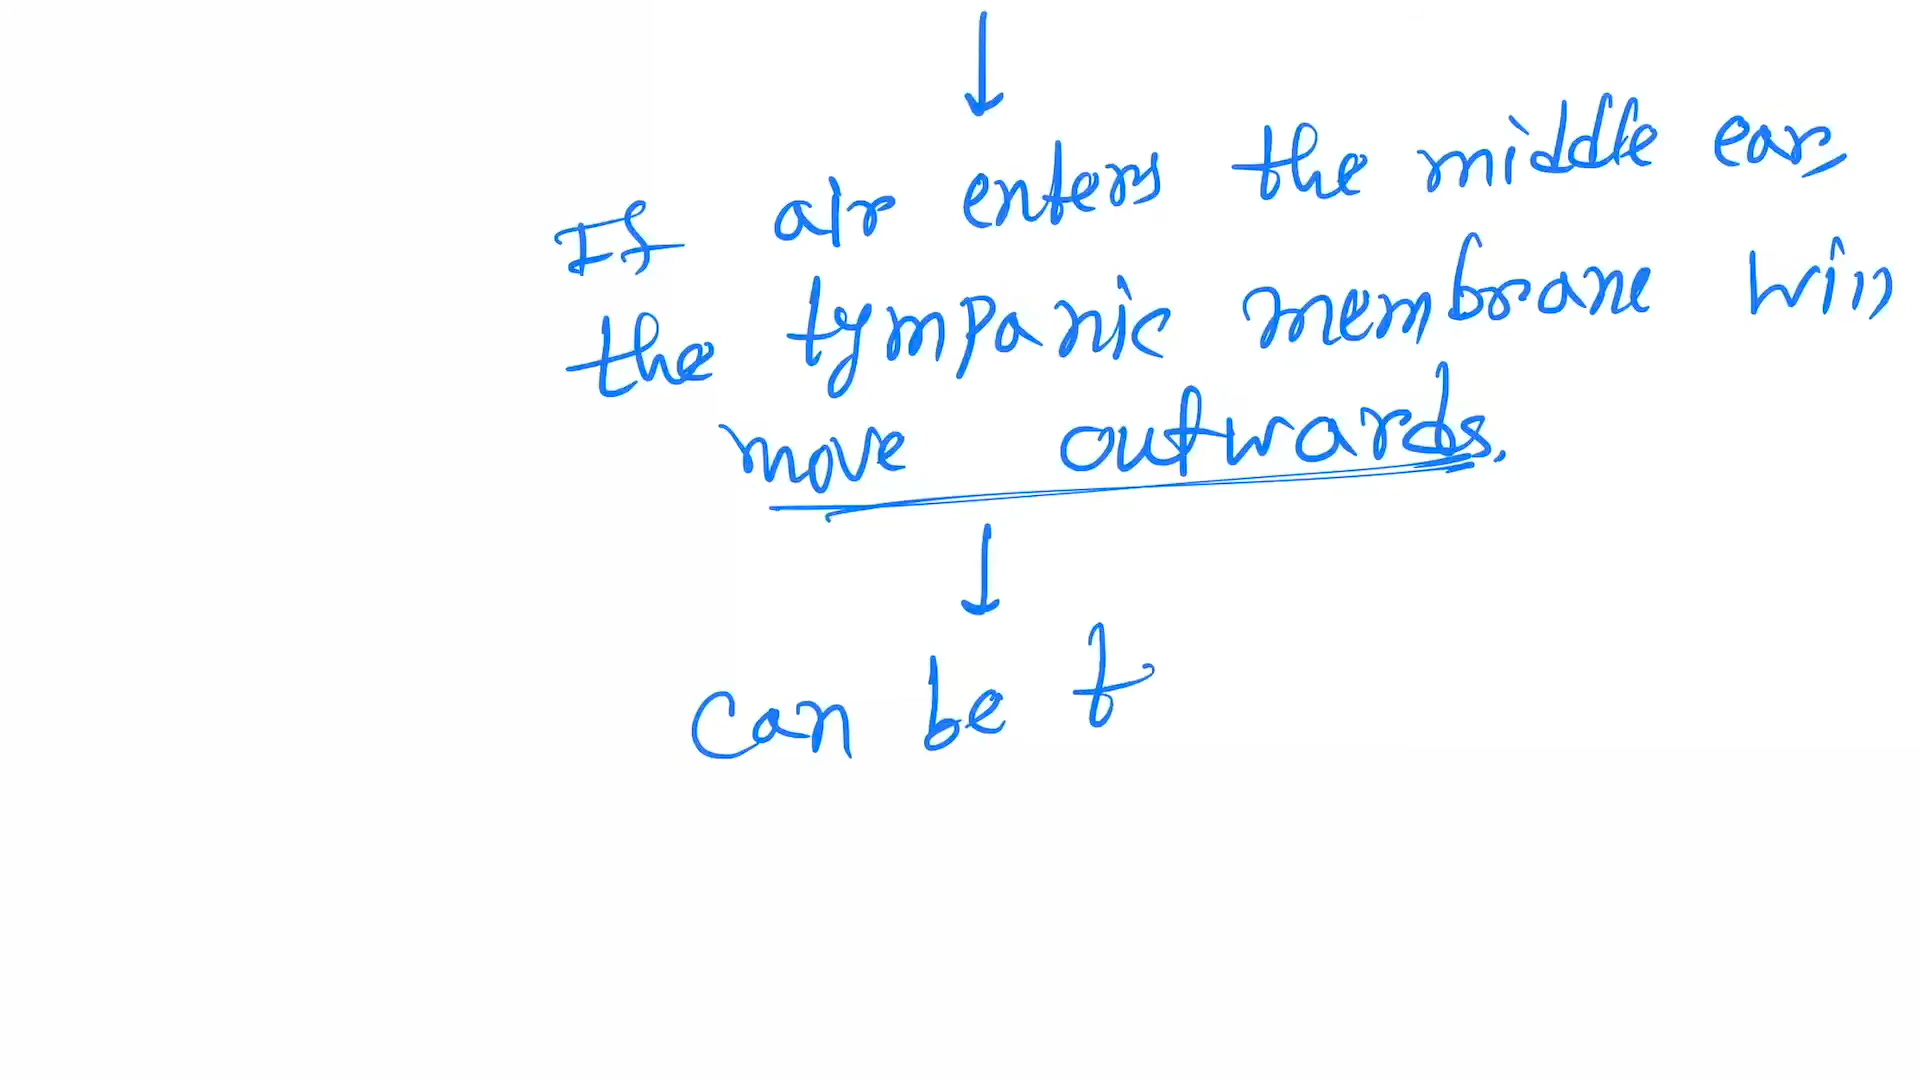 If air enters the middle ear,
the tympanic membrane will
move outwards.
can be t